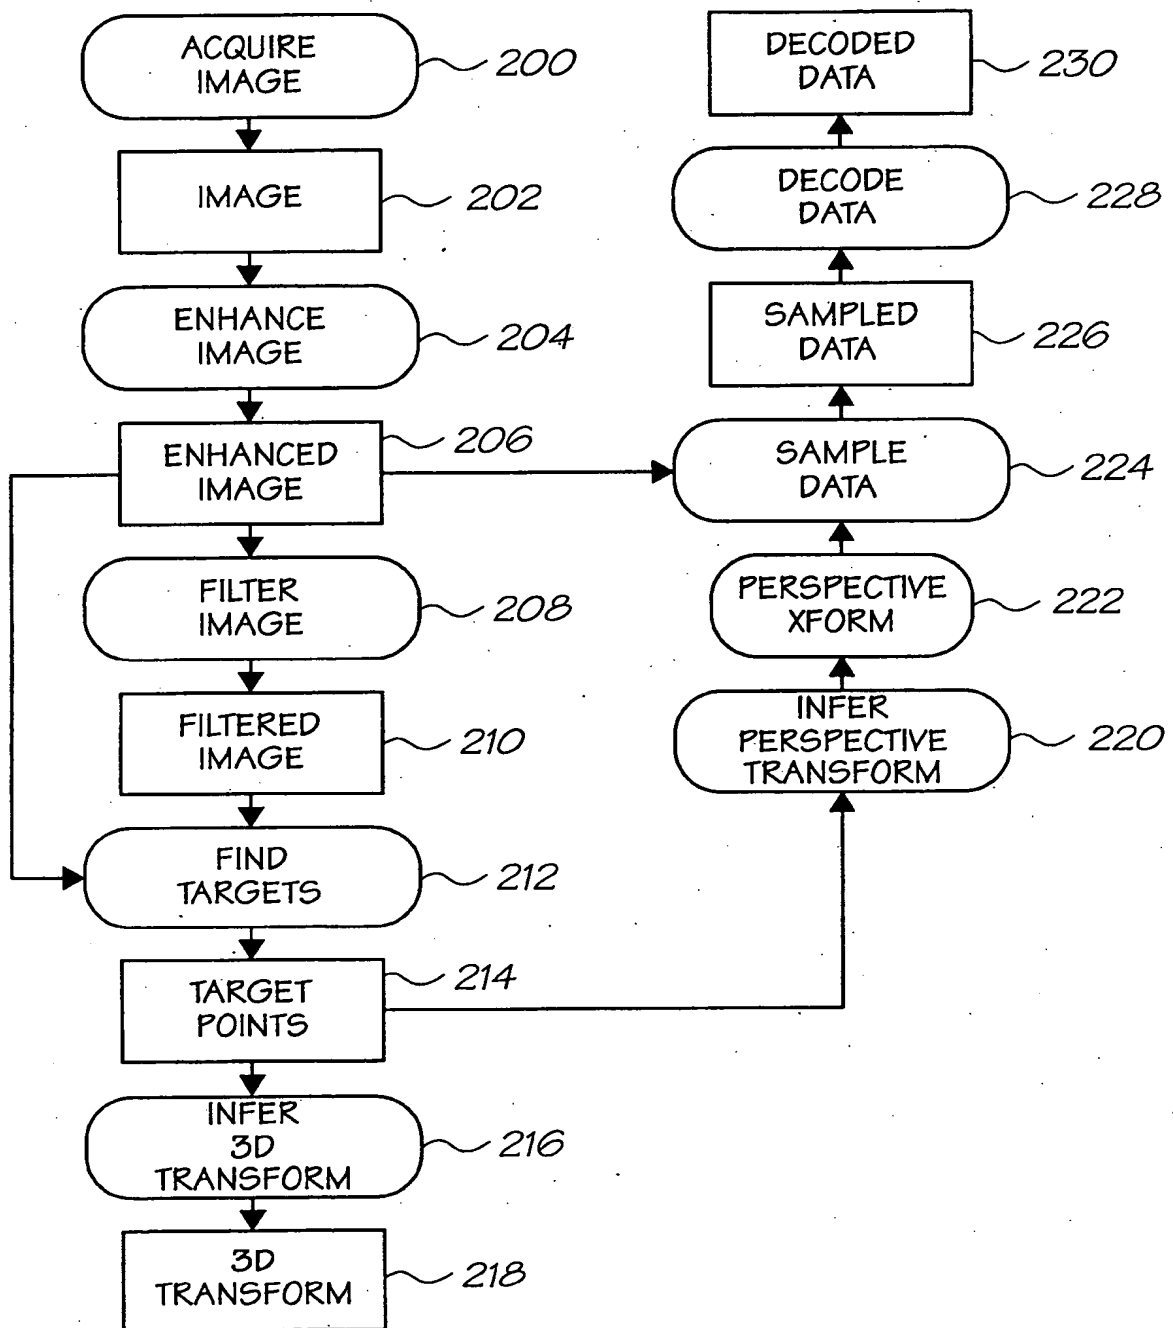 ACQUIRE
IMAGE
200
IMAGE
202
ENHANCE
IMAGE
204
ENHANCED
IMAGE
206
FILTER
IMAGE
208
FILTERED
IMAGE
210
FIND
TARGETS
212
TARGET
POINTS
214
INFER
3D
TRANSFORM
216
3D
TRANSFORM
218
DECODED
DATA
230
DECODE
DATA
228
SAMPLED
DATA
226
SAMPLE
DATA
224
PERSPECTIVE
XFORM
222
INFER
PERSPECTIVE
TRANSFORM
220